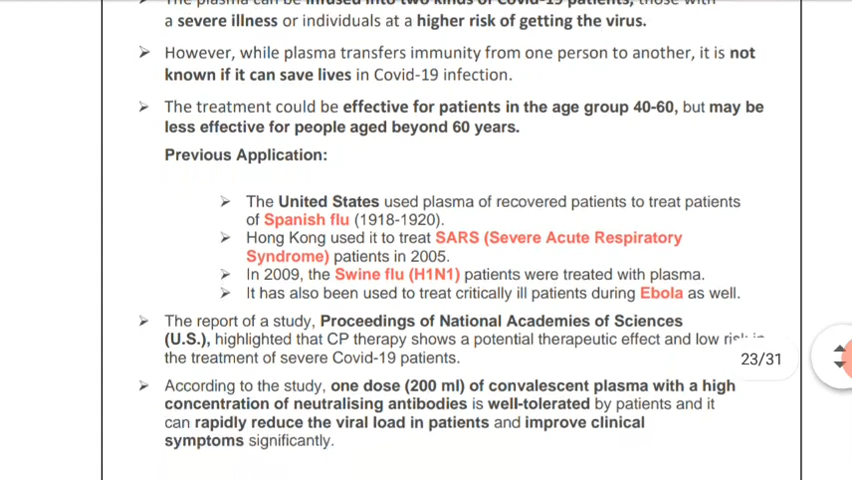 a severe illness or individuals at a higher risk of getting the virus.
➢ However, while plasma transfers immunity from one person to another, it is not
known if it can save lives in Covid-19 infection.
➢ The treatment could be effective for patients in the age group 40-60, but may be
less effective for people aged beyond 60 years.
Previous Application:
➢ The United States used plasma of recovered patients to treat patients
of Spanish flu (1918-1920).
➢ Hong Kong used it to treat SARS (Severe Acute Respiratory
Syndrome) patients in 2005.
➢ In 2009, the Swine flu (H1N1) patients were treated with plasma.
➢ It has also been used to treat critically ill patients during Ebola as well.
➢ The report of a study, Proceedings of National Academies of Sciences
(U.S.), highlighted that CP therapy shows a potential therapeutic effect and low risk in
the treatment of severe Covid-19 patients.
23/31
➢ According to the study, one dose (200 ml) of convalescent plasma with a high
concentration of neutralising antibodies is well-tolerated by patients and it
can rapidly reduce the viral load in patients and improve clinical
symptoms significantly.